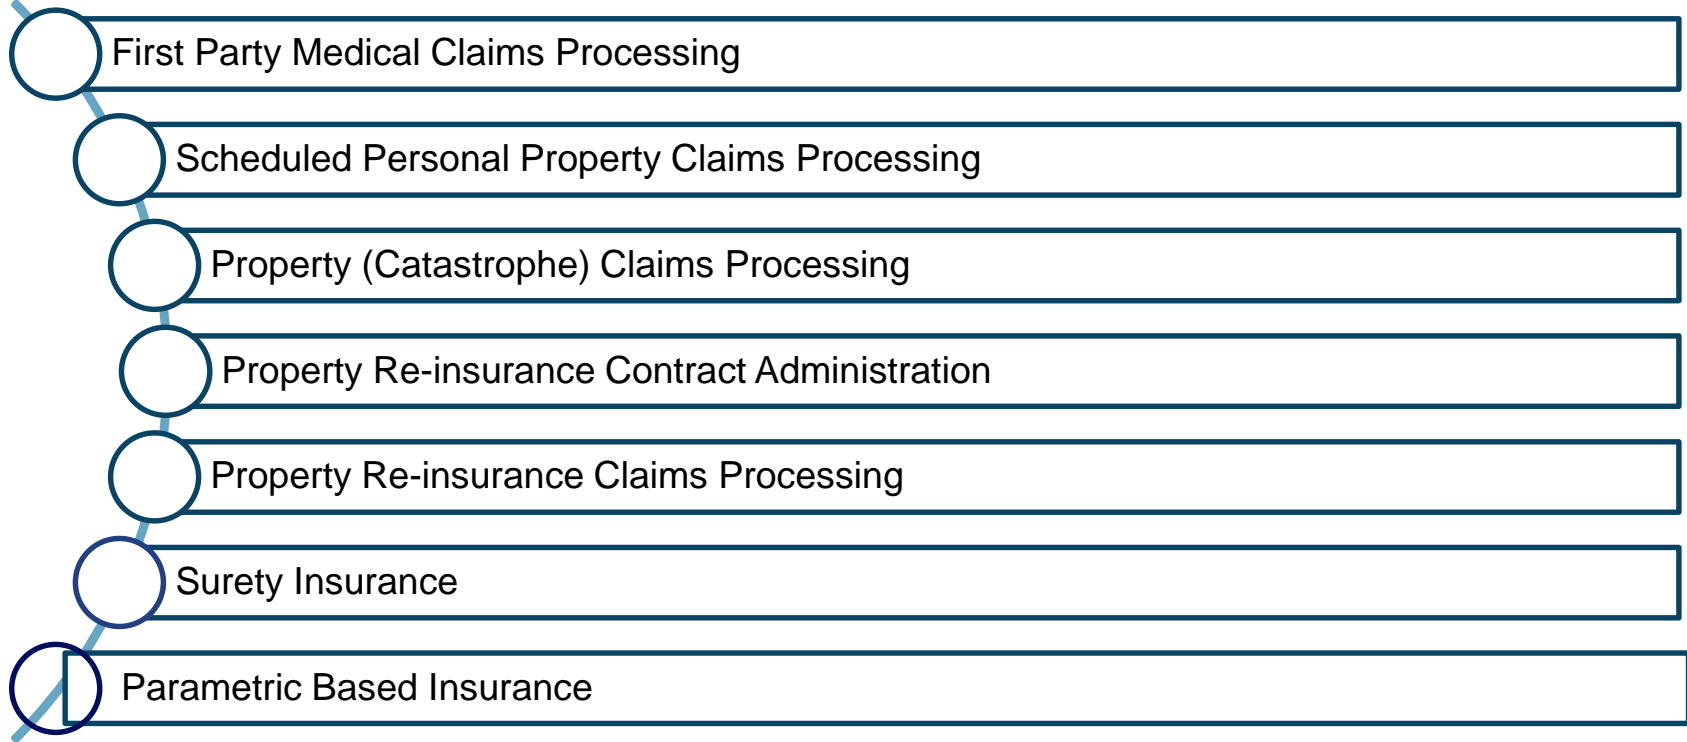 First Party Medical Claims Processing
Scheduled Personal Property Claims Processing
Property (Catastrophe) Claims Processing
Property Re-insurance Contract Administration
Property Re-insurance Claims Processing
Surety Insurance
Parametric Based Insurance